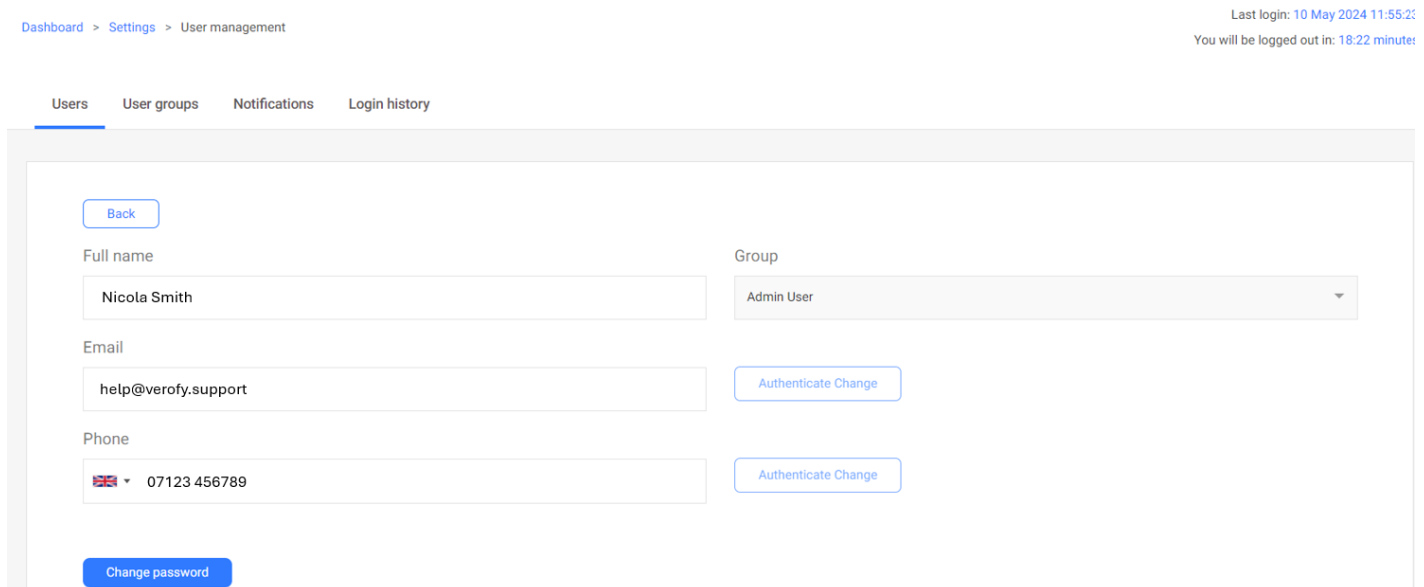 Last login: 10 May 2024 11:55:23
Dashboard > Settings > User management
You will be logged out in: 18:22 minutes
Users User groups Notifications Login history
Back
Full name Group
Nicola Smith Admin User
Email
help@verofy.support Authenticate Change
Phone
07123 456789 Authenticate Change
Change password